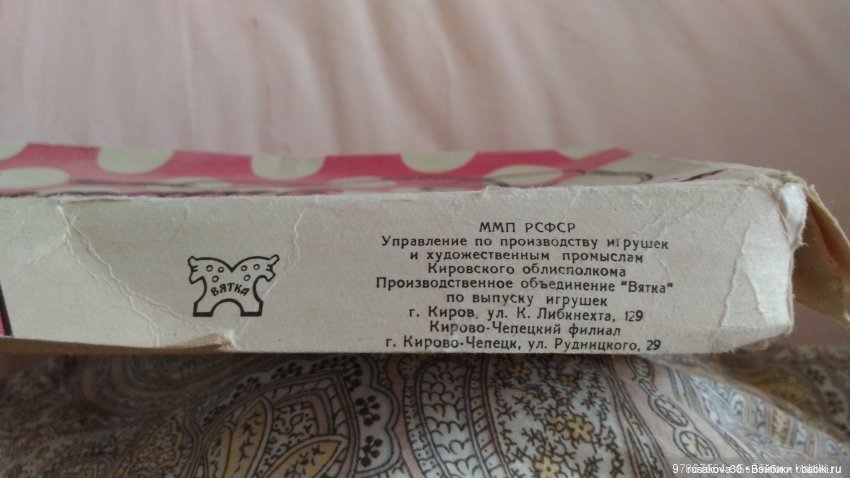 ВЯТКА
ММП РСФСР
Управление по производству игрушек
и художественным промыслам
Кировского облисполкома
Производственное объединение "Вятка"
по выпуску игрушек
г. Киров, ул. К. Либкнехта, 129
Кирово-Чепецкий филиал
г. Кирово-Чепецк, ул. Рудницкого, 29